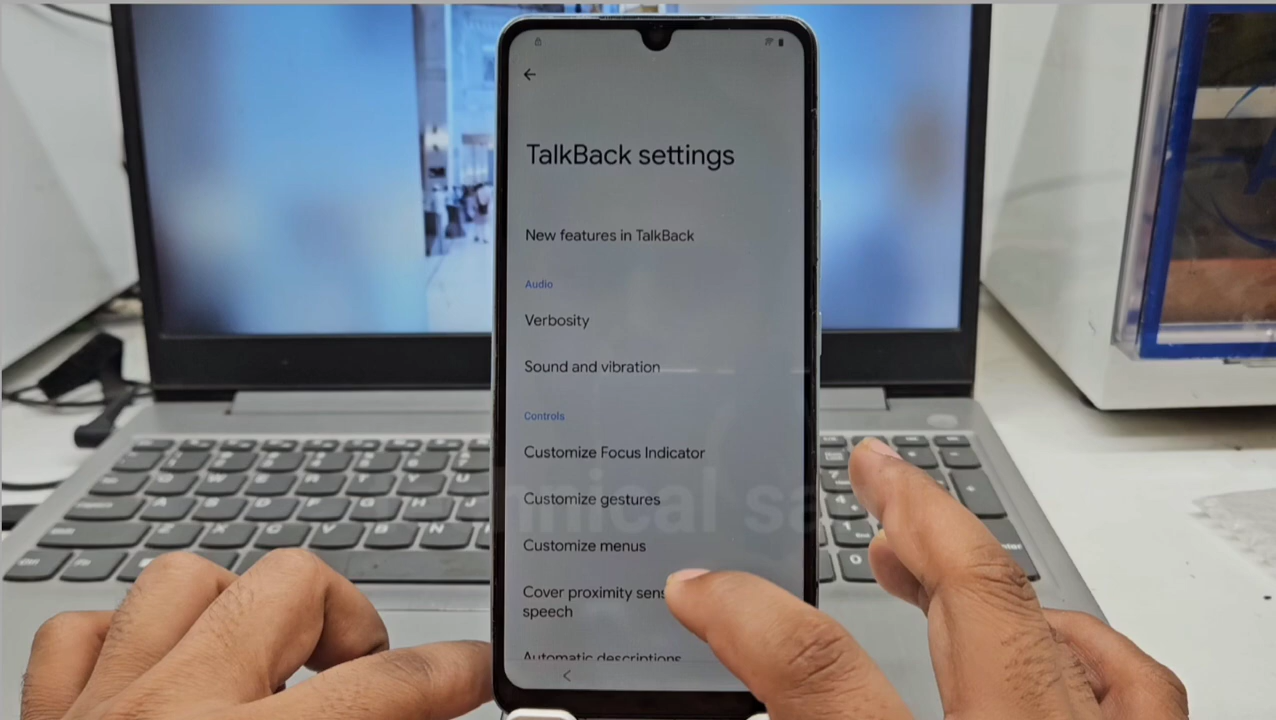 TalkBack settings
New features in TalkBack
Audio
Verbosity
Sound and vibration
Controls
Customize Focus Indicator
Customize gestures
Customize menus
Cover proximity
speech
Automatic descriptions